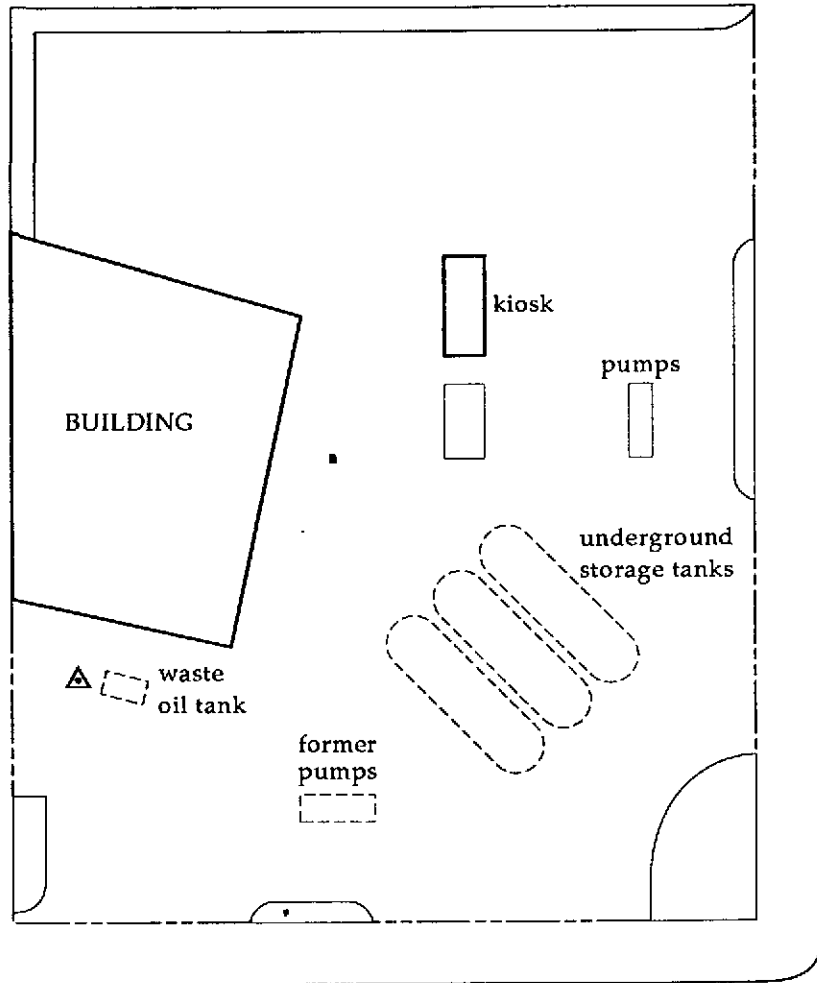 kiosk
pumps
BUILDING
underground
storage tanks
waste
oil tank
former
pumps